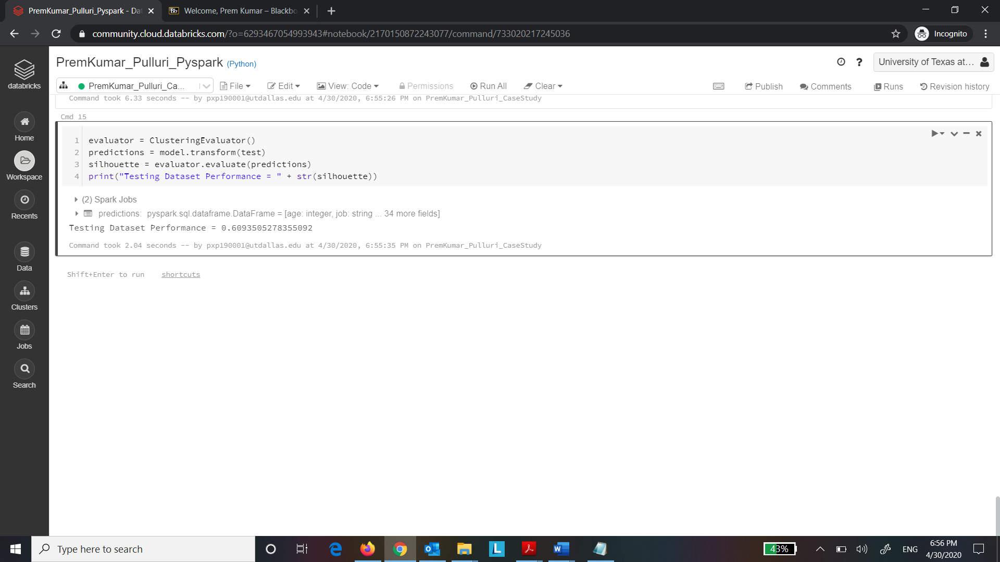 PremKumar_Pulluri_Pyspark - Dat
Bb Welcome, Prem Kumar – Blackbo
community.cloud.databricks.com/?o=6293467054993943#notebook/2170150872243077/command/733020217245036
Incognito
databricks
Home
Workspace
Recents
Data
Clusters
Jobs
Search
PremKumar_Pulluri_Pyspark (Python)
? University of Texas at...
PremKumar_Pulluri_Ca... File Edit View: Code Permissions Run All Clear Publish Comments Runs Revision history
Command took 6.33 seconds -- by pxp190001@utdallas.edu at 4/30/2020, 6:55:26 PM on PremKumar_Pulluri_CaseStudy
Cmd 15
1 evaluator = ClusteringEvaluator()
2 predictions = model.transform(test)
3 silhouette = evaluator.evaluate(predictions)
4 print("Testing Dataset Performance = " + str(silhouette))
(2) Spark Jobs
predictions: pyspark.sql.dataframe.DataFrame = [age: integer, job: string ... 34 more fields]
Testing Dataset Performance = 0.6093505278355092
Command took 2.04 seconds -- by pxp190001@utdallas.edu at 4/30/2020, 6:55:35 PM on PremKumar_Pulluri_CaseStudy
Shift+Enter to run shortcuts
Type here to search
L
43%
ENG
6:56 PM
4/30/2020